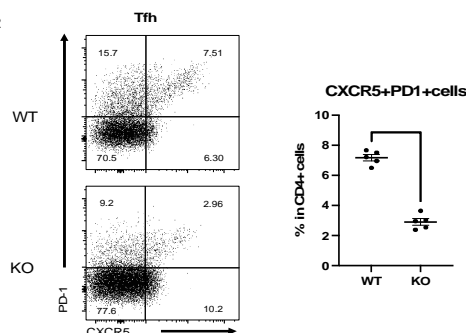 Tfh
15.7 7.51
WT
70.5 6.30
9.2 2.96
KO
77.6 10.2
PD-1
CXCR5
CXCR5+PD1+cells
% in CD4+ cells
10
8
6
4
2
0
WT KO